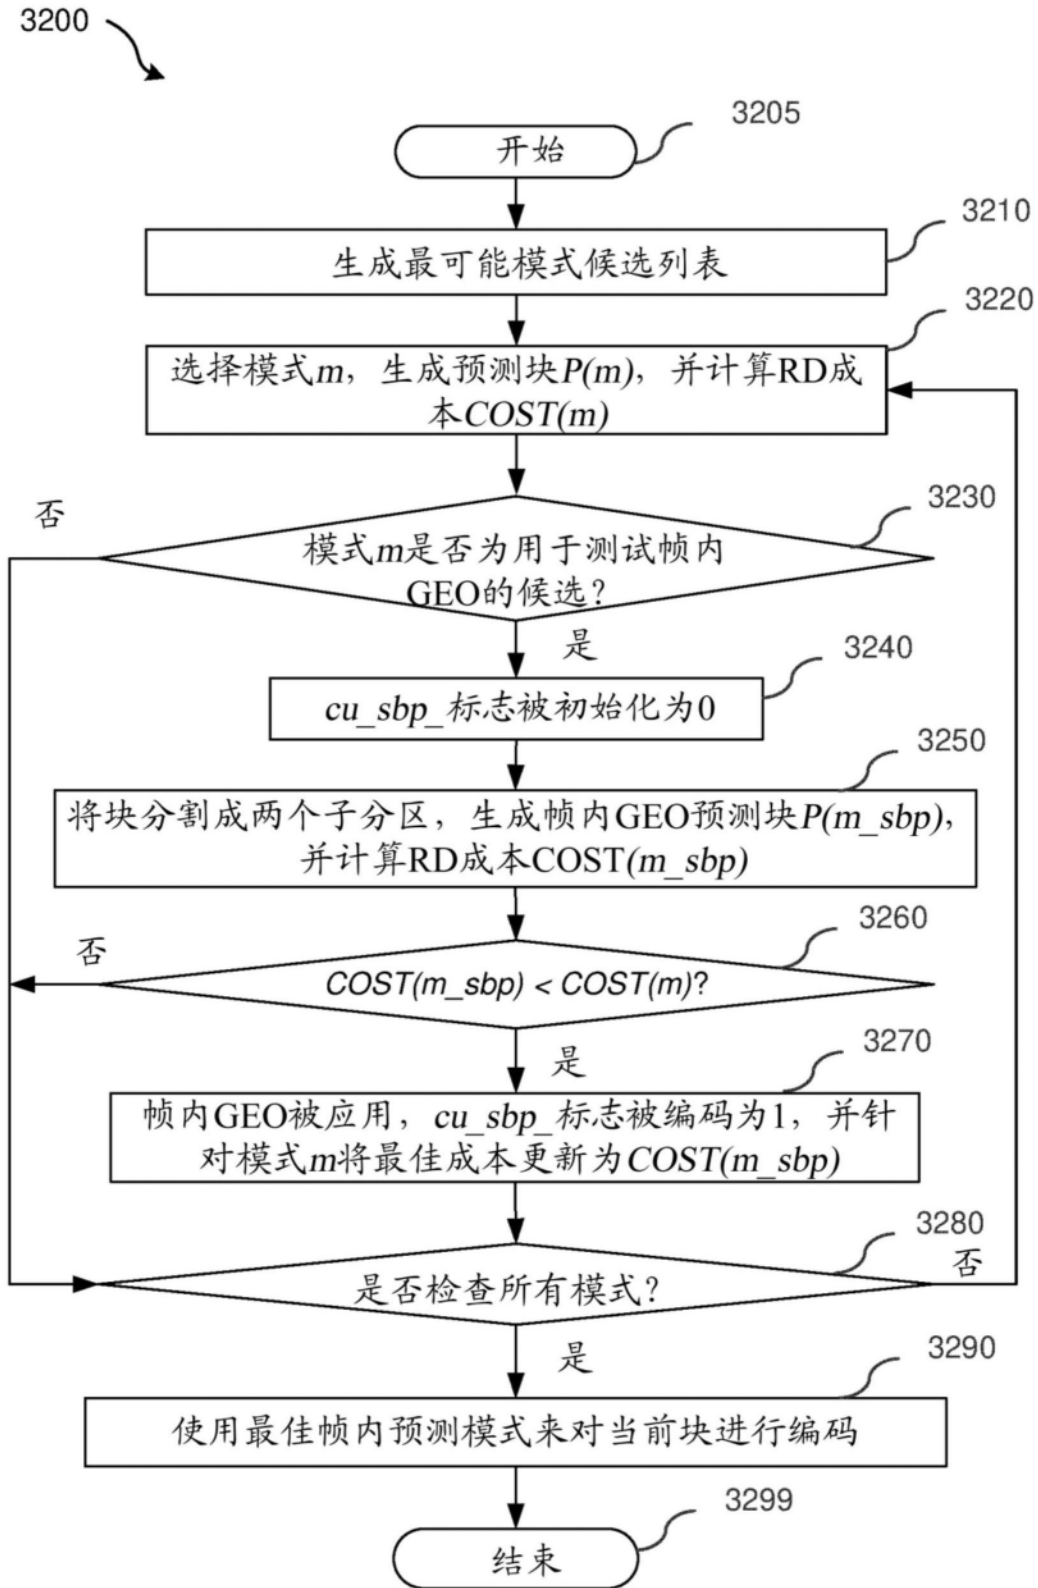 3200
3205
开始
3210
生成最可能模式候选列表
3220
选择模式m，生成预测块P(m)，并计算RD成
本COST(m)
3230
否
模式m是否为用于测试帧内
GEO的候选？
是
3240
cu_sbp_标志被初始化为0
3250
将块分割成两个子分区，生成帧内GEO预测块P(m_sbp)，
并计算RD成本COST(m_sbp)
3260
否
COST(m_sbp) < COST(m)?
3270
是
帧内GEO被应用，cu_sbp_标志被编码为1，并针
对模式m将最佳成本更新为COST(m_sbp)
3280
否
是否检查所有模式？
是
3290
使用最佳帧内预测模式来对当前块进行编码
3299
结束